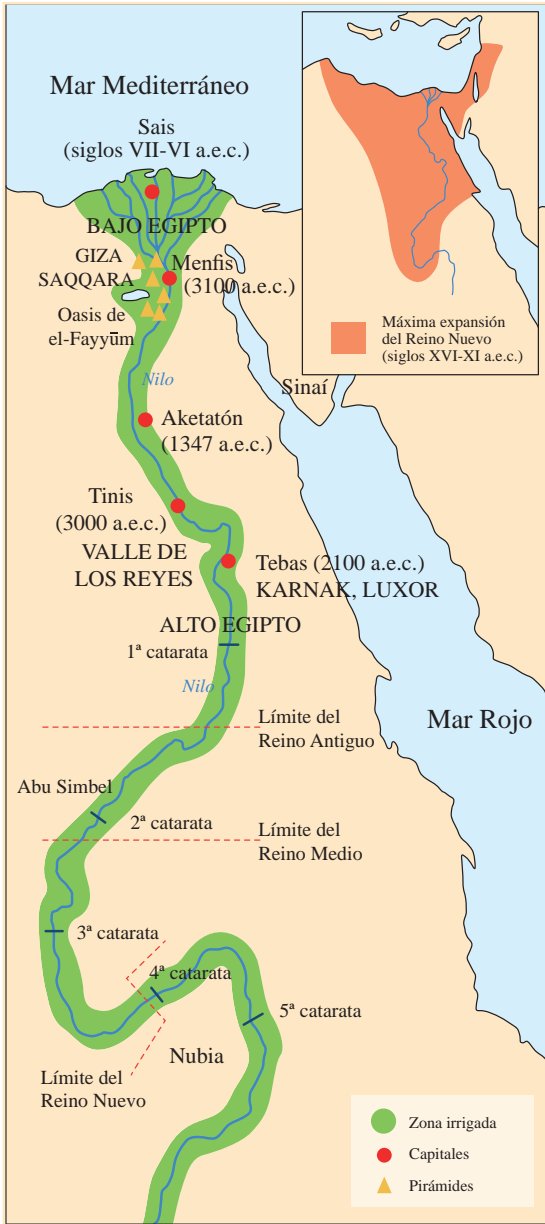 Mar Mediterráneo
Sais
(siglos VII-VI a.e.c.)
BAJO EGIPTO
GIZA
SAQQARA
Menfis
(3100 a.e.c.)
Oasis de
el-Fayyūm
Nilo
Sinaí
Aketatón
(1347 a.e.c.)
Tinis
(3000 a.e.c.)
VALLE DE
LOS REYES
Tebas (2100 a.e.c.)
KARNAK, LUXOR
ALTO EGIPTO
1ª catarata
Nilo
Límite del
Reino Antiguo
Mar Rojo
Abu Simbel
2ª catarata
Límite del
Reino Medio
3ª catarata
4ª catarata
5ª catarata
Nubia
Límite del
Reino Nuevo
Máxima expansión
del Reino Nuevo
(siglos XVI-XI a.e.c.)
Zona irrigada
Capitales
Pirámides